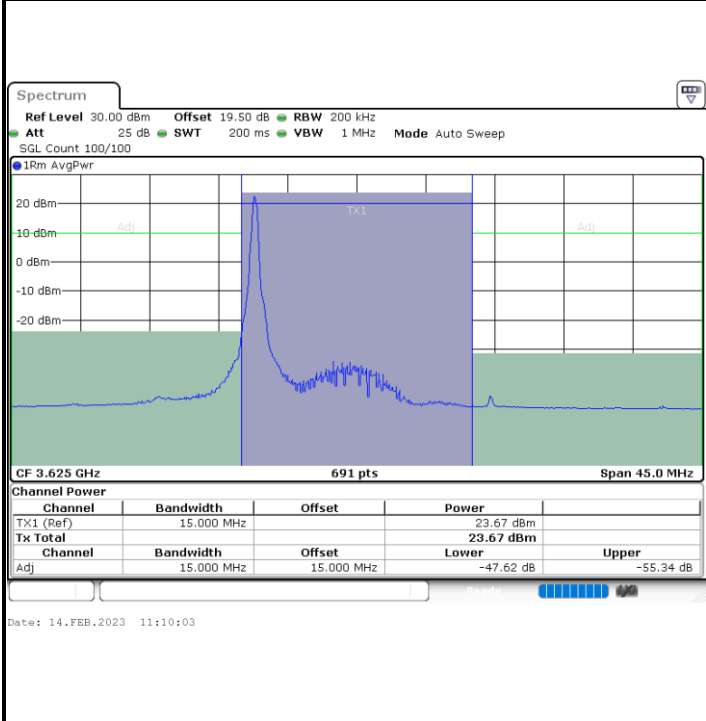 Spectrum
Ref Level 30.00 dBm Offset 19.50 dB RBW 200 kHz
Att 25 dB SWT 200 ms VBW 1 MHz Mode Auto Sweep
SGL Count 100/100
1Rm AvgPwr
TX1
20 dBm
Adj Adj
10 dBm
0 dBm
-10 dBm
-20 dBm
CF 3.625 GHz 691 pts Span 45.0 MHz
Channel Power
Channel Bandwidth Offset Power
TX1 (Ref) 15.000 MHz 23.67 dBm
Tx Total 23.67 dBm
Channel Bandwidth Offset Lower Upper
Adj 15.000 MHz 15.000 MHz -47.62 dB -55.34 dB
Ready
Date: 14.FEB.2023 11:10:03